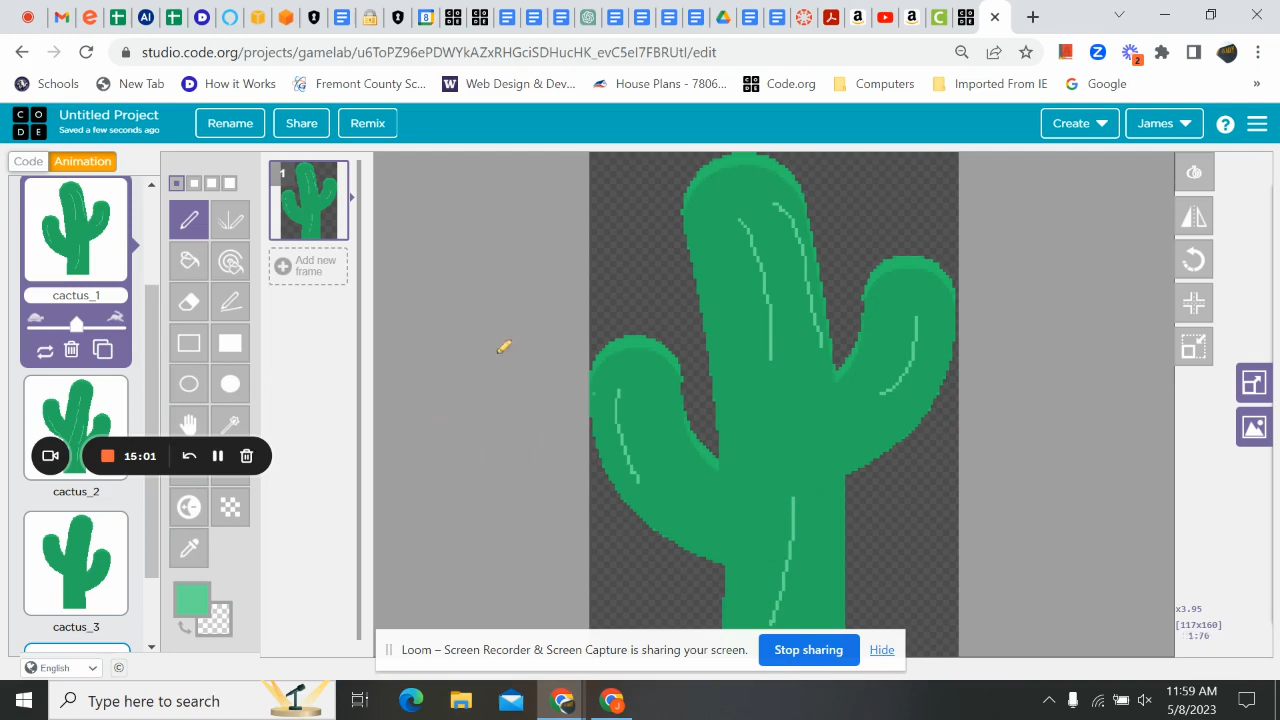 studio.code.org/projects/gamelab/u6ToPZ96ePDWYkAZxRHGciSDHucHK_evC5eI7FBRUtI/edit
2
Schools
New Tab
How it Works
Fremont County Sc...
Web Design & Dev...
House Plans - 7806...
Code.org
Computers
Imported From IE
Google
»
CO
DE
Untitled Project
Saved a few seconds ago
Rename
Share
Remix
Create
James
?
Code
Animation
cactus_1
cactus_2
cactus_3
1
Add new
frame
15:01
x3.95
[117x160]
1:76
Loom – Screen Recorder & Screen Capture is sharing your screen.
Stop sharing
Hide
English
©
Type here to search
11:59 AM
5/8/2023